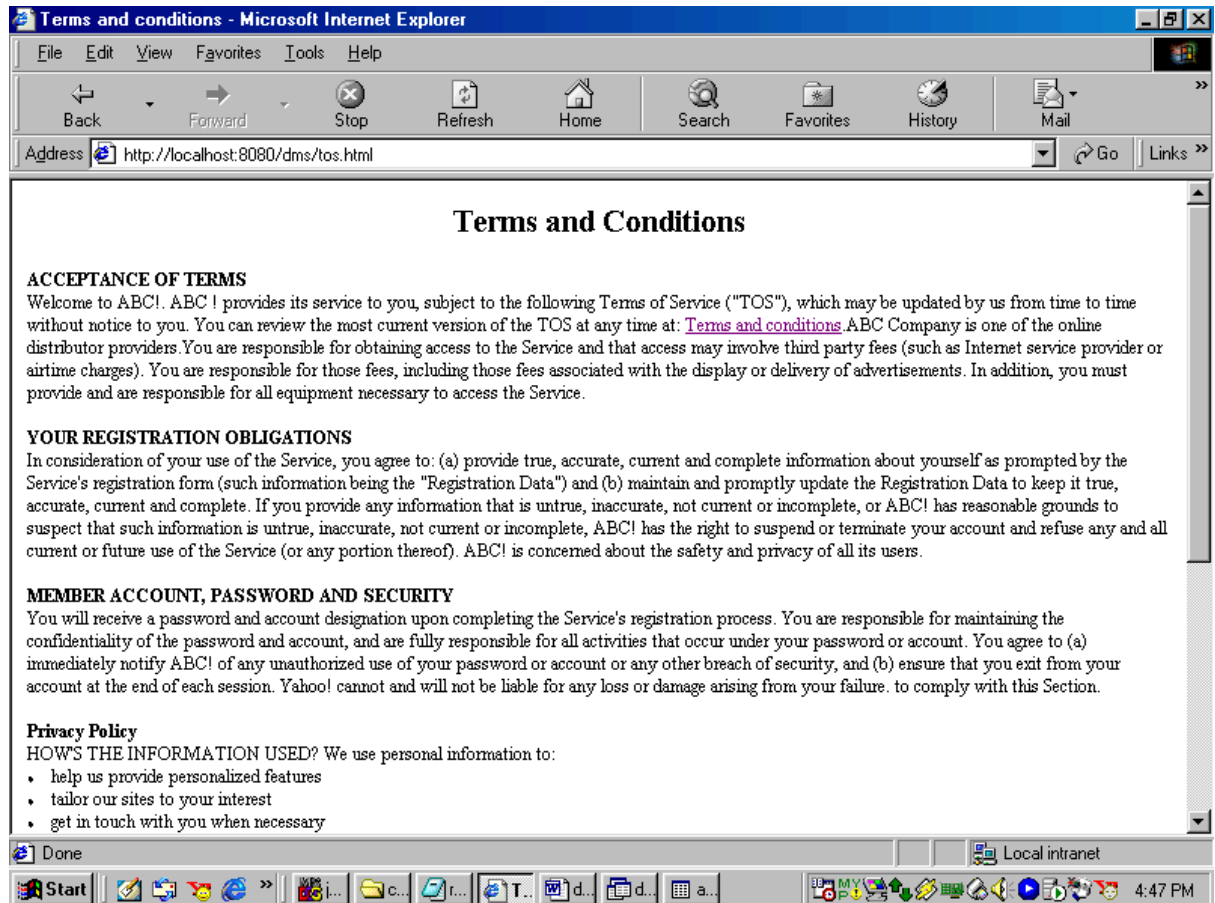 Terms and conditions - Microsoft Internet Explorer
File Edit View Favorites Tools Help
Back Forward Stop Refresh Home Search Favorites History Mail »
Address http://localhost:8080/dms/tos.html Go Links »
Terms and Conditions
ACCEPTANCE OF TERMS
Welcome to ABC!. ABC ! provides its service to you, subject to the following Terms of Service ("TOS"), which may be updated by us from time to time
without notice to you. You can review the most current version of the TOS at any time at: Terms and conditions.ABC Company is one of the online
distributor providers.You are responsible for obtaining access to the Service and that access may involve third party fees (such as Internet service provider or
airtime charges). You are responsible for those fees, including those fees associated with the display or delivery of advertisements. In addition, you must
provide and are responsible for all equipment necessary to access the Service.
YOUR REGISTRATION OBLIGATIONS
In consideration of your use of the Service, you agree to: (a) provide true, accurate, current and complete information about yourself as prompted by the
Service's registration form (such information being the "Registration Data") and (b) maintain and promptly update the Registration Data to keep it true,
accurate, current and complete. If you provide any information that is untrue, inaccurate, not current or incomplete, or ABC! has reasonable grounds to
suspect that such information is untrue, inaccurate, not current or incomplete, ABC! has the right to suspend or terminate your account and refuse any and all
current or future use of the Service (or any portion thereof). ABC! is concerned about the safety and privacy of all its users.
MEMBER ACCOUNT, PASSWORD AND SECURITY
You will receive a password and account designation upon completing the Service's registration process. You are responsible for maintaining the
confidentiality of the password and account, and are fully responsible for all activities that occur under your password or account. You agree to (a)
immediately notify ABC! of any unauthorized use of your password or account or any other breach of security, and (b) ensure that you exit from your
account at the end of each session. Yahoo! cannot and will not be liable for any loss or damage arising from your failure. to comply with this Section.
Privacy Policy
HOW'S THE INFORMATION USED? We use personal information to:
• help us provide personalized features
• tailor our sites to your interest
• get in touch with you when necessary
Done Local intranet
Start » j... c... r... T... d... d... a... 4:47 PM